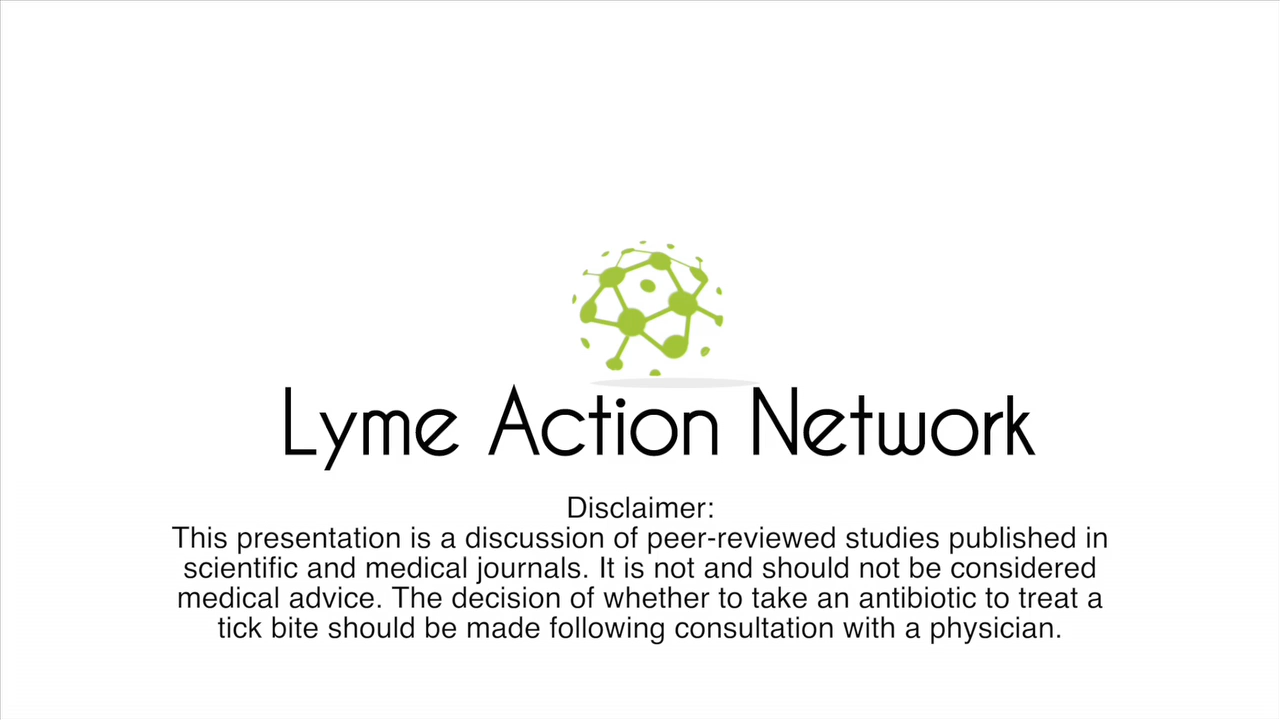 Lyme Action Network
Disclaimer:
This presentation is a discussion of peer-reviewed studies published in
scientific and medical journals. It is not and should not be considered
medical advice. The decision of whether to take an antibiotic to treat a
tick bite should be made following consultation with a physician.